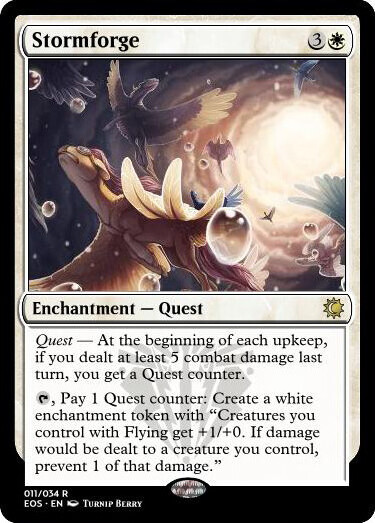 Stormforge 3
Enchantment — Quest
Quest — At the beginning of each upkeep,
if you dealt at least 5 combat damage last
turn, you get a Quest counter.
, Pay 1 Quest counter: Create a white
enchantment token with “Creatures you
control with Flying get +1/+0. If damage
would be dealt to a creature you control,
prevent 1 of that damage.”
011/034 R
EOS • EN Turnip Berry